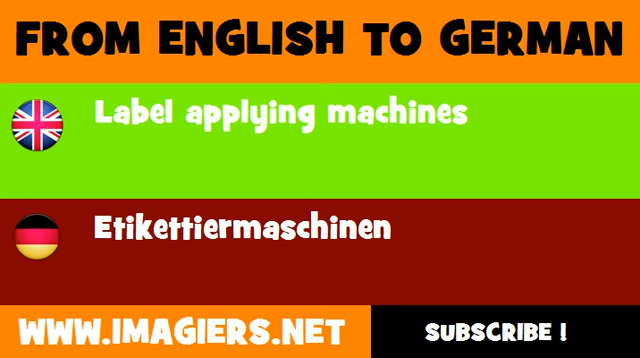 FROM ENGLISH TO GERMAN
Label applying machines
Etikettiermaschinen
WWW.IMAGIERS.NET
SUBSCRIBE !